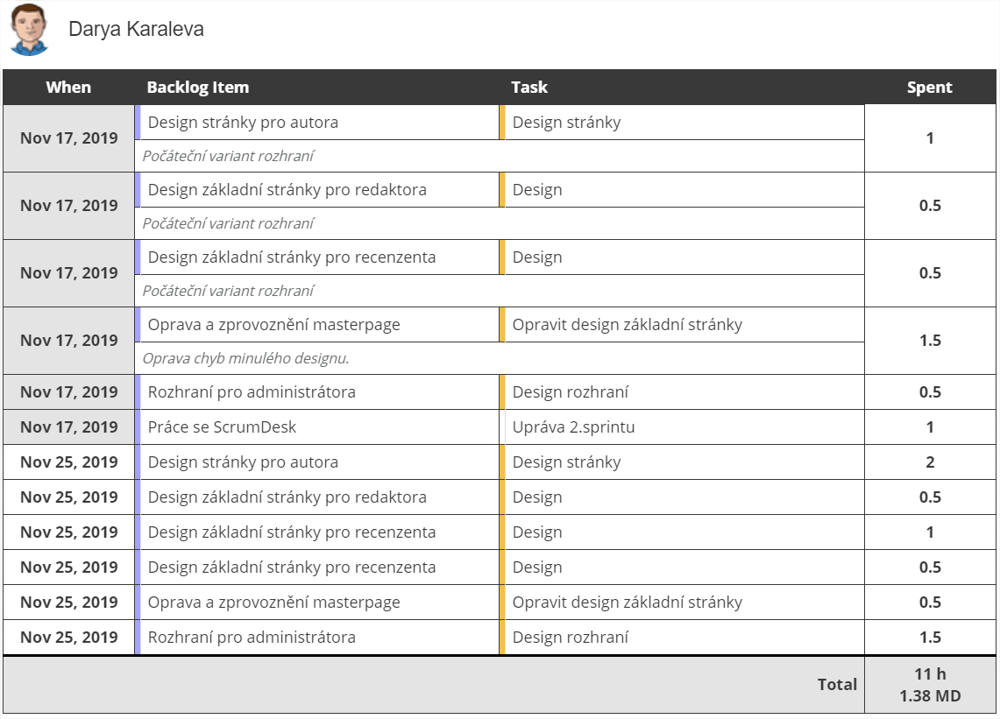 Darya Karaleva
When Backlog Item Task Spent
Nov 17, 2019 Design stránky pro autora Design stránky 1
Počáteční variant rozhraní
Nov 17, 2019 Design základní stránky pro redaktora Design 0.5
Počáteční variant rozhraní
Nov 17, 2019 Design základní stránky pro recenzenta Design 0.5
Počáteční variant rozhraní
Nov 17, 2019 Oprava a zprovoznění masterpage Opravit design základní stránky 1.5
Oprava chyb minulého designu.
Nov 17, 2019 Rozhraní pro administrátora Design rozhraní 0.5
Nov 17, 2019 Práce se ScrumDesk Upráva 2.sprintu 1
Nov 25, 2019 Design stránky pro autora Design stránky 2
Nov 25, 2019 Design základní stránky pro redaktora Design 0.5
Nov 25, 2019 Design základní stránky pro recenzenta Design 1
Nov 25, 2019 Design základní stránky pro recenzenta Design 0.5
Nov 25, 2019 Oprava a zprovoznění masterpage Opravit design základní stránky 0.5
Nov 25, 2019 Rozhraní pro administrátora Design rozhraní 1.5
Total 11 h
1.38 MD